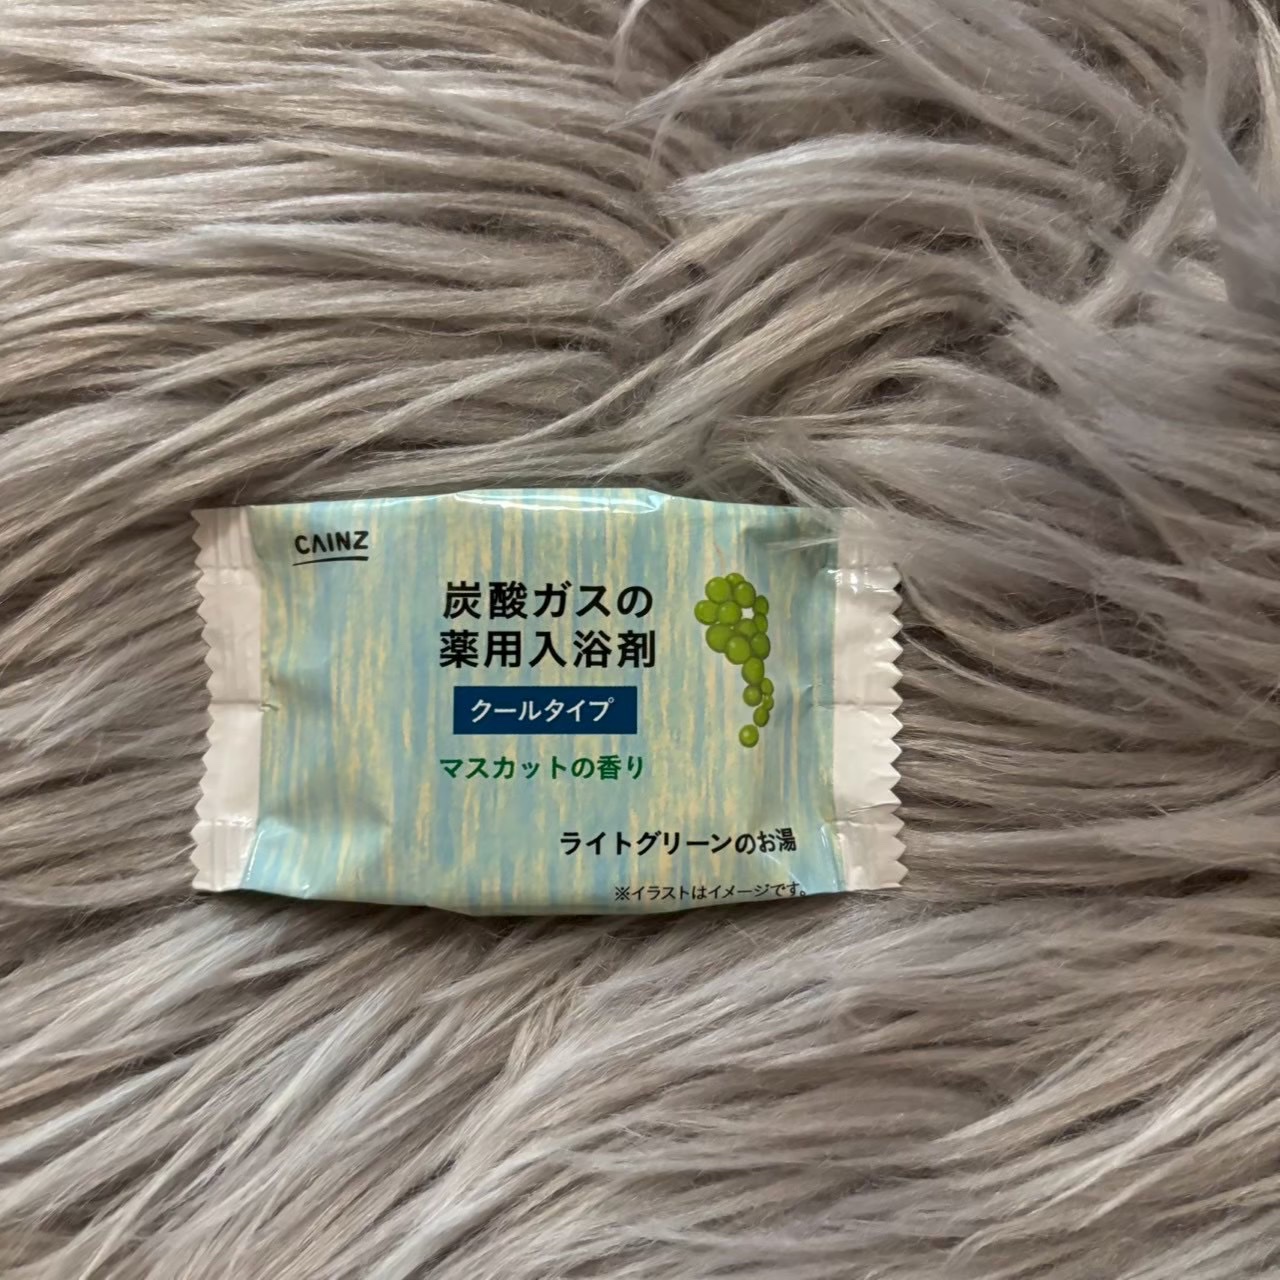 CAINZ
炭酸ガスの
薬用入浴剤
クールタイプ
マスカットの香り
ライトグリーンのお湯
※イラストはイメージです。